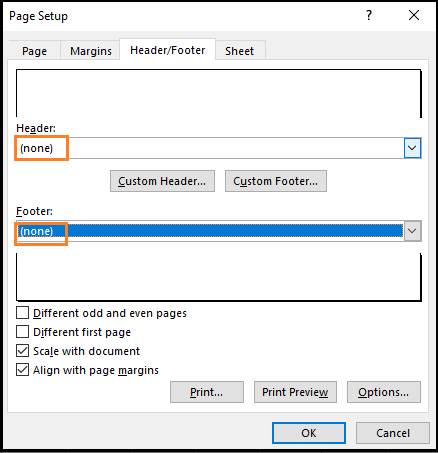 Page Setup
Page Margins Header/Footer Sheet
Header:
(none)
Custom Header... Custom Footer...
Footer:
(none)
Different odd and even pages
Different first page
Scale with document
Align with page margins
Print... Print Preview Options...
OK Cancel